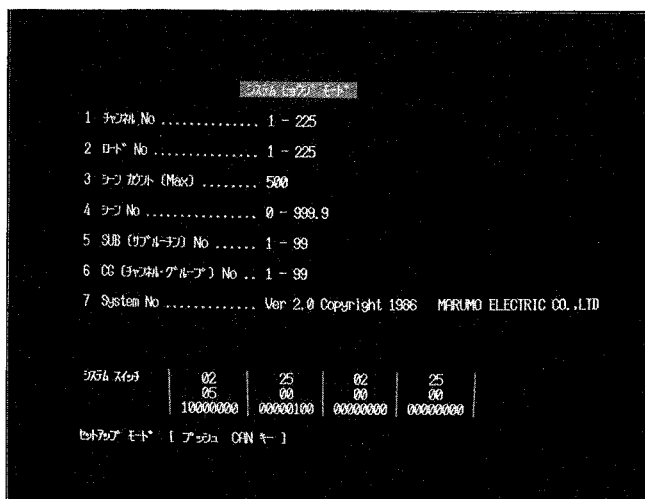 システム ヒョウジ モード
1 チャンネル No .............. 1 - 225
2 ロード No ................ 1 - 225
3 シーン カウント (Max) ........ 500
4 シーン No ................ 0 - 999.9
5 SUB (サブルーチン) No ...... 1 - 99
6 CG (チャンネル・グループ) No .. 1 - 99
7 System No ............. Ver 2.0 Copyright 1986 MARUMO ELECTRIC CO.,LTD
システム スイッチ 02 25 02 25
05 00 00 00
10000000 00000100 00000000 00000000
セットアップ モード [ プッシュ CAN キー ]